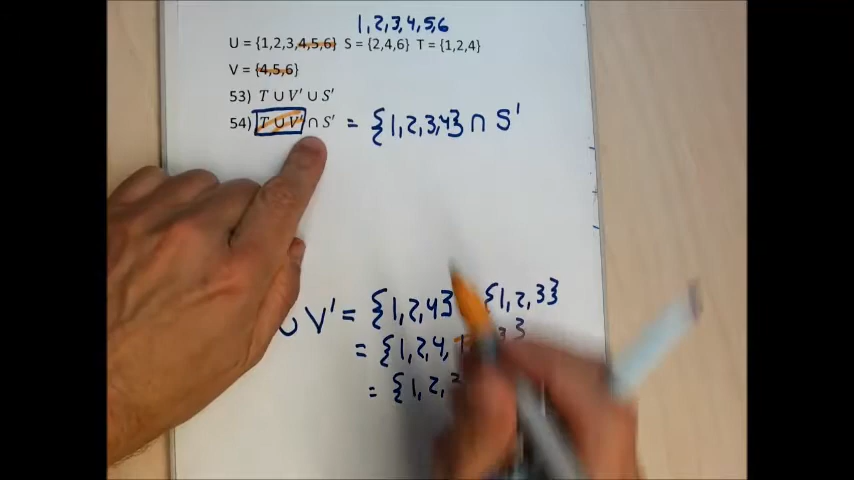 1,2,3,4,5,6
U = {1,2,3,4,5,6} S = {2,4,6} T = {1,2,4}
V = {4,5,6}
53) T ∪ V′ ∪ S′
54) T ∪ V′ ∩ S′ = {1,2,3,4} ∩ S'
∪ V' = {1,2,4} {1,2,3}
= {1,2,4, 1 3}
= {1,2,